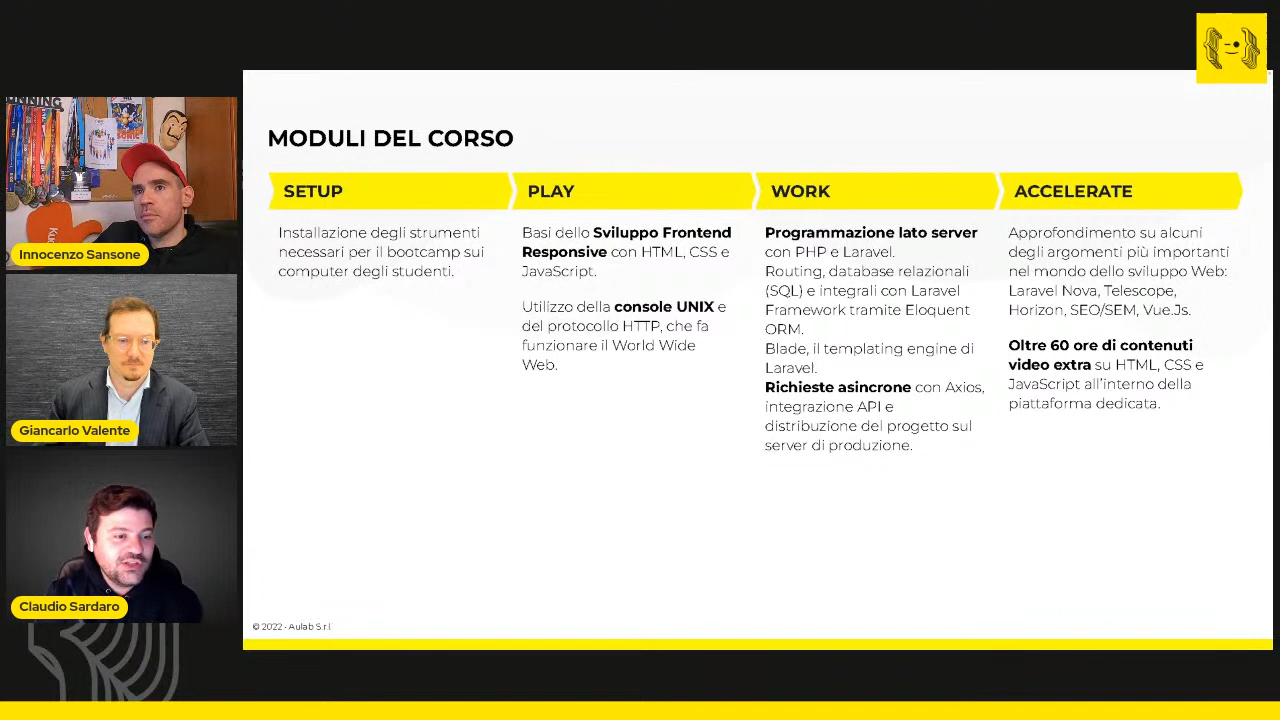 MODULI DEL CORSO
SETUP
Installazione degli strumenti
necessari per il bootcamp sui
computer degli studenti.
PLAY
Basi dello Sviluppo Frontend
Responsive con HTML, CSS e
JavaScript.
Utilizzo della console UNIX e
del protocollo HTTP, che fa
funzionare il World Wide
Web.
WORK
Programmazione lato server
con PHP e Laravel.
Routing, database relazionali
(SQL) e integrali con Laravel
Framework tramite Eloquent
ORM.
Blade, il templating engine di
Laravel.
Richieste asincrone con Axios,
integrazione API e
distribuzione del progetto sul
server di produzione.
ACCELERATE
Approfondimento su alcuni
degli argomenti più importanti
nel mondo dello sviluppo Web:
Laravel Nova, Telescope,
Horizon, SEO/SEM, Vue.Js.
Oltre 60 ore di contenuti
video extra su HTML, CSS e
JavaScript all'interno della
piattaforma dedicata.
© 2022 - Aulab S.r.l
Innocenzo Sansone
Giancarlo Valente
Claudio Sardaro